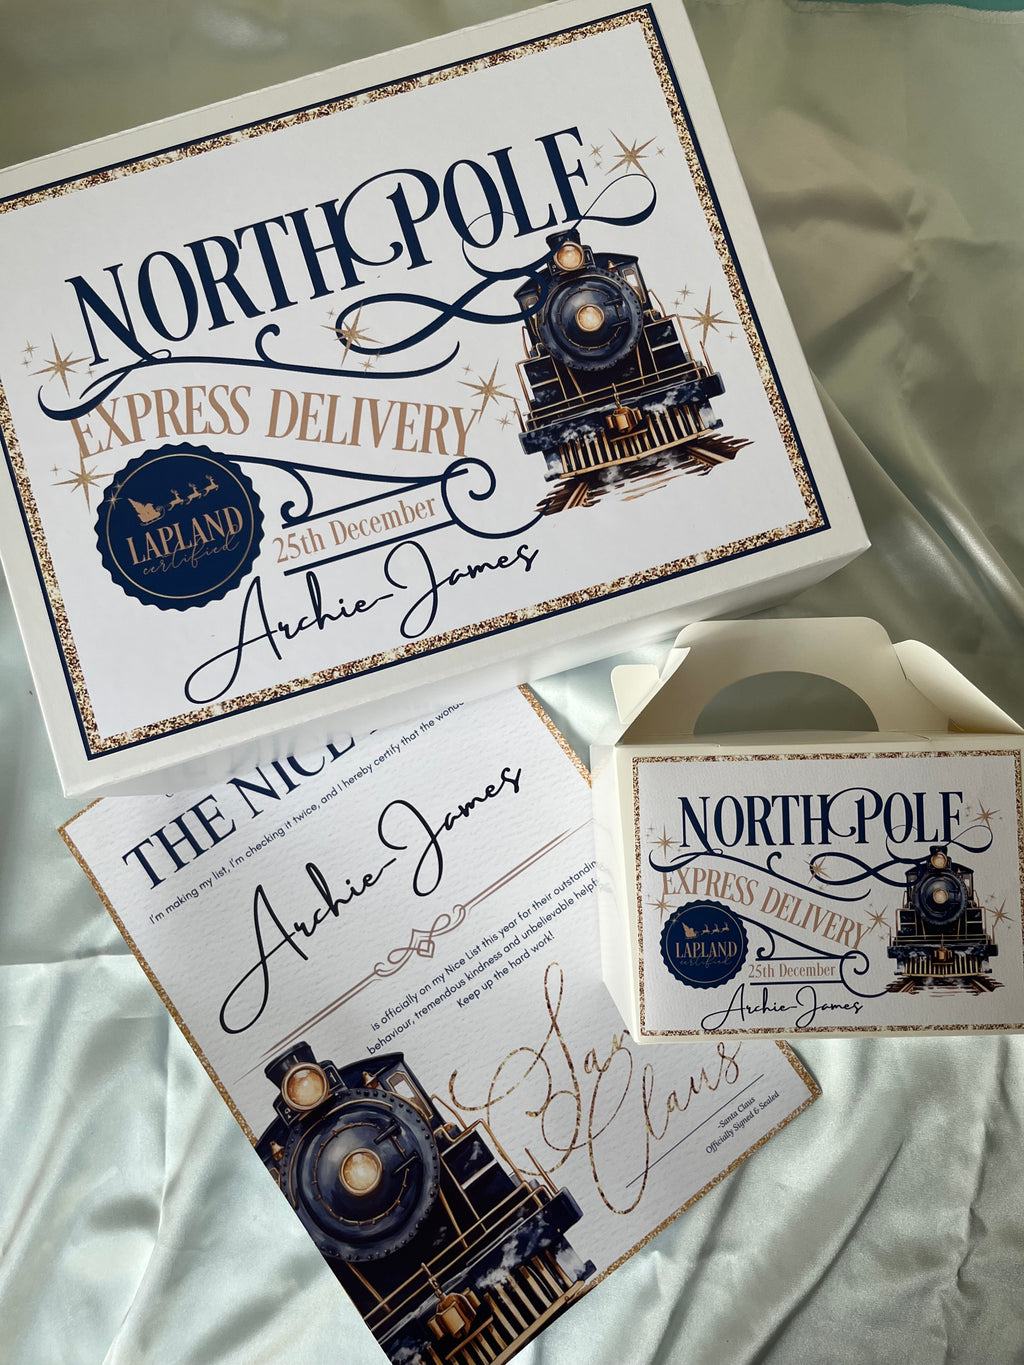 NORTH POLE
EXPRESS DELIVERY
LAPLAND
certified
25th December
Archie-James
THE NICE
I'm making my list, I'm checking it twice, and I hereby certify that the
Archie-James
is officially on my Nice List this year for their outstanding
behaviour, tremendous kindness and unbelievable
Keep up the hard work!
Claus
-Santa Claus
Officially Signed & Sealed
NORTH POLE
EXPRESS DELIVERY
LAPLAND
certified
25th December
Archie-James